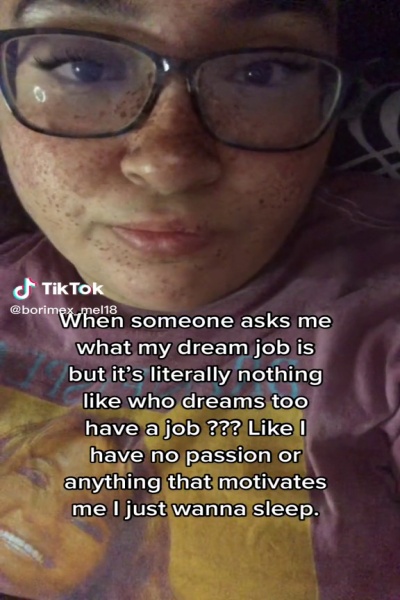 TikTok
@borimex_mel18
When someone asks me
what my dream job is
but it's literally nothing
like who dreams too
have a job ??? Like I
have no passion or
anything that motivates
me I just wanna sleep.